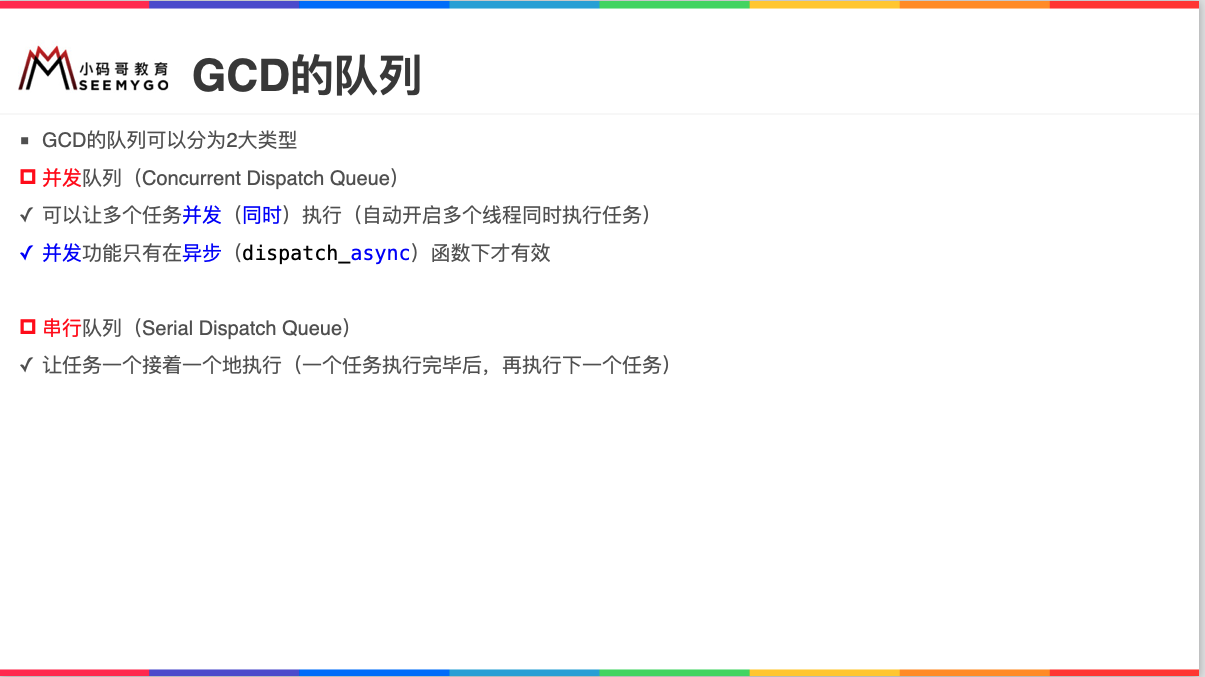 小码哥教育
SEEMYGO
GCD的队列
GCD的队列可以分为2大类型
并发队列（Concurrent Dispatch Queue）
可以让多个任务并发（同时）执行（自动开启多个线程同时执行任务）
并发功能只有在异步（dispatch_async）函数下才有效
串行队列（Serial Dispatch Queue）
让任务一个接着一个地执行（一个任务执行完毕后，再执行下一个任务）